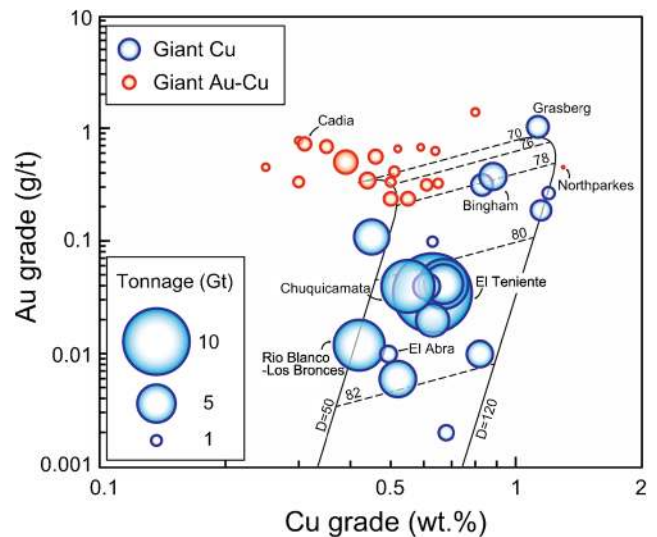 10
1
0.1
0.01
0.001
Au grade (g/t)
Giant Cu
Giant Au-Cu
Cadia
Grasberg
70
76
78
Northparkes
Bingham
80
Tonnage (Gt)
10
5
1
Chuquicamata
El Teniente
Rio Blanco
-Los Bronces
El Abra
82
D=50
D=120
0.1
0.5
1
2
Cu grade (wt.%)